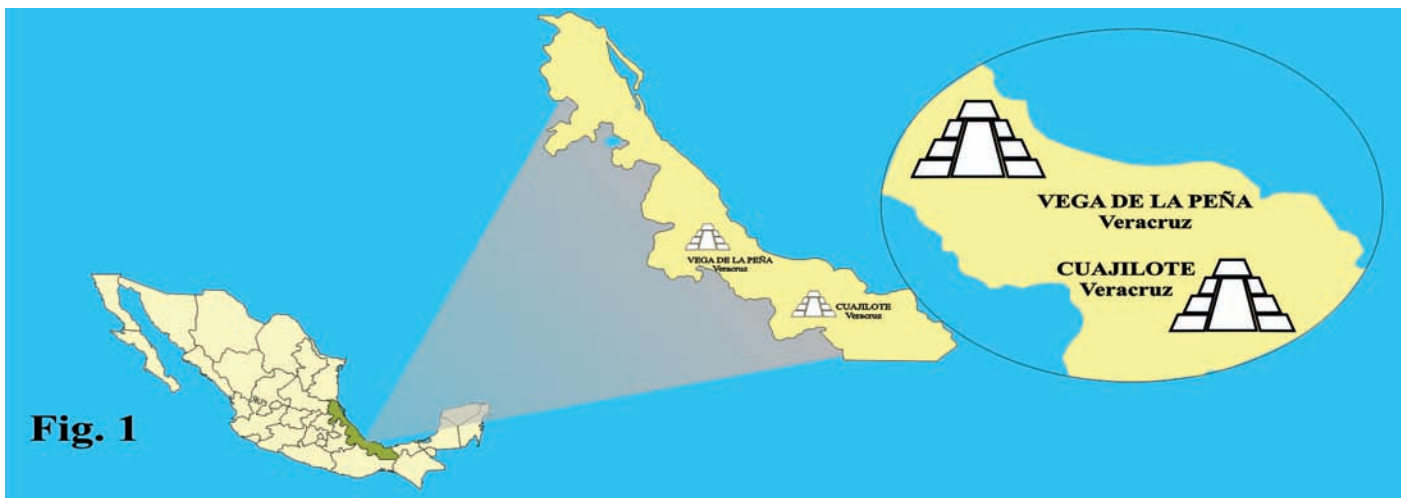 Fig. 1
VEGA DE LA PEÑA
Veracruz
CUAJILOTE
Veracruz
VEGA DE LA PEÑA
Veracruz
CUAJILOTE
Veracruz